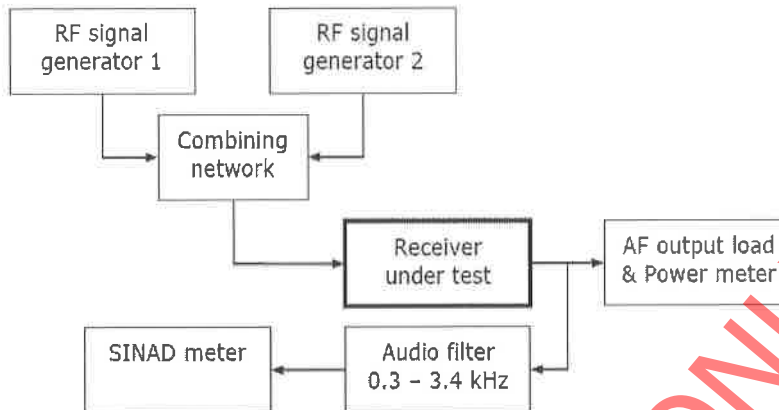 RF signal
generator 1
RF signal
generator 2
Combining
network
Receiver
under test
AF output load
& Power meter
SINAD meter
Audio filter
0.3 – 3.4 kHz